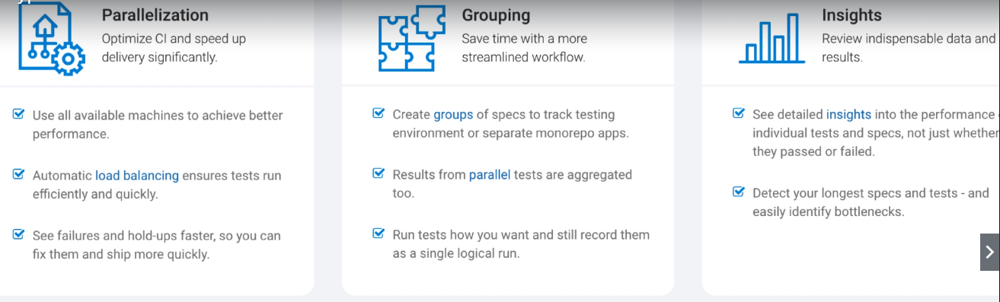 Parallelization
Optimize CI and speed up
delivery significantly.
Use all available machines to achieve better
performance.
Automatic load balancing ensures tests run
efficiently and quickly.
See failures and hold-ups faster, so you can
fix them and ship more quickly.
Grouping
Save time with a more
streamlined workflow.
Create groups of specs to track testing
environment or separate monorepo apps.
Results from parallel tests are aggregated
too.
Run tests how you want and still record them
as a single logical run.
Insights
Review indispensable data and
results.
See detailed insights into the performance
individual tests and specs, not just whether
they passed or failed.
Detect your longest specs and tests - and
easily identify bottlenecks.